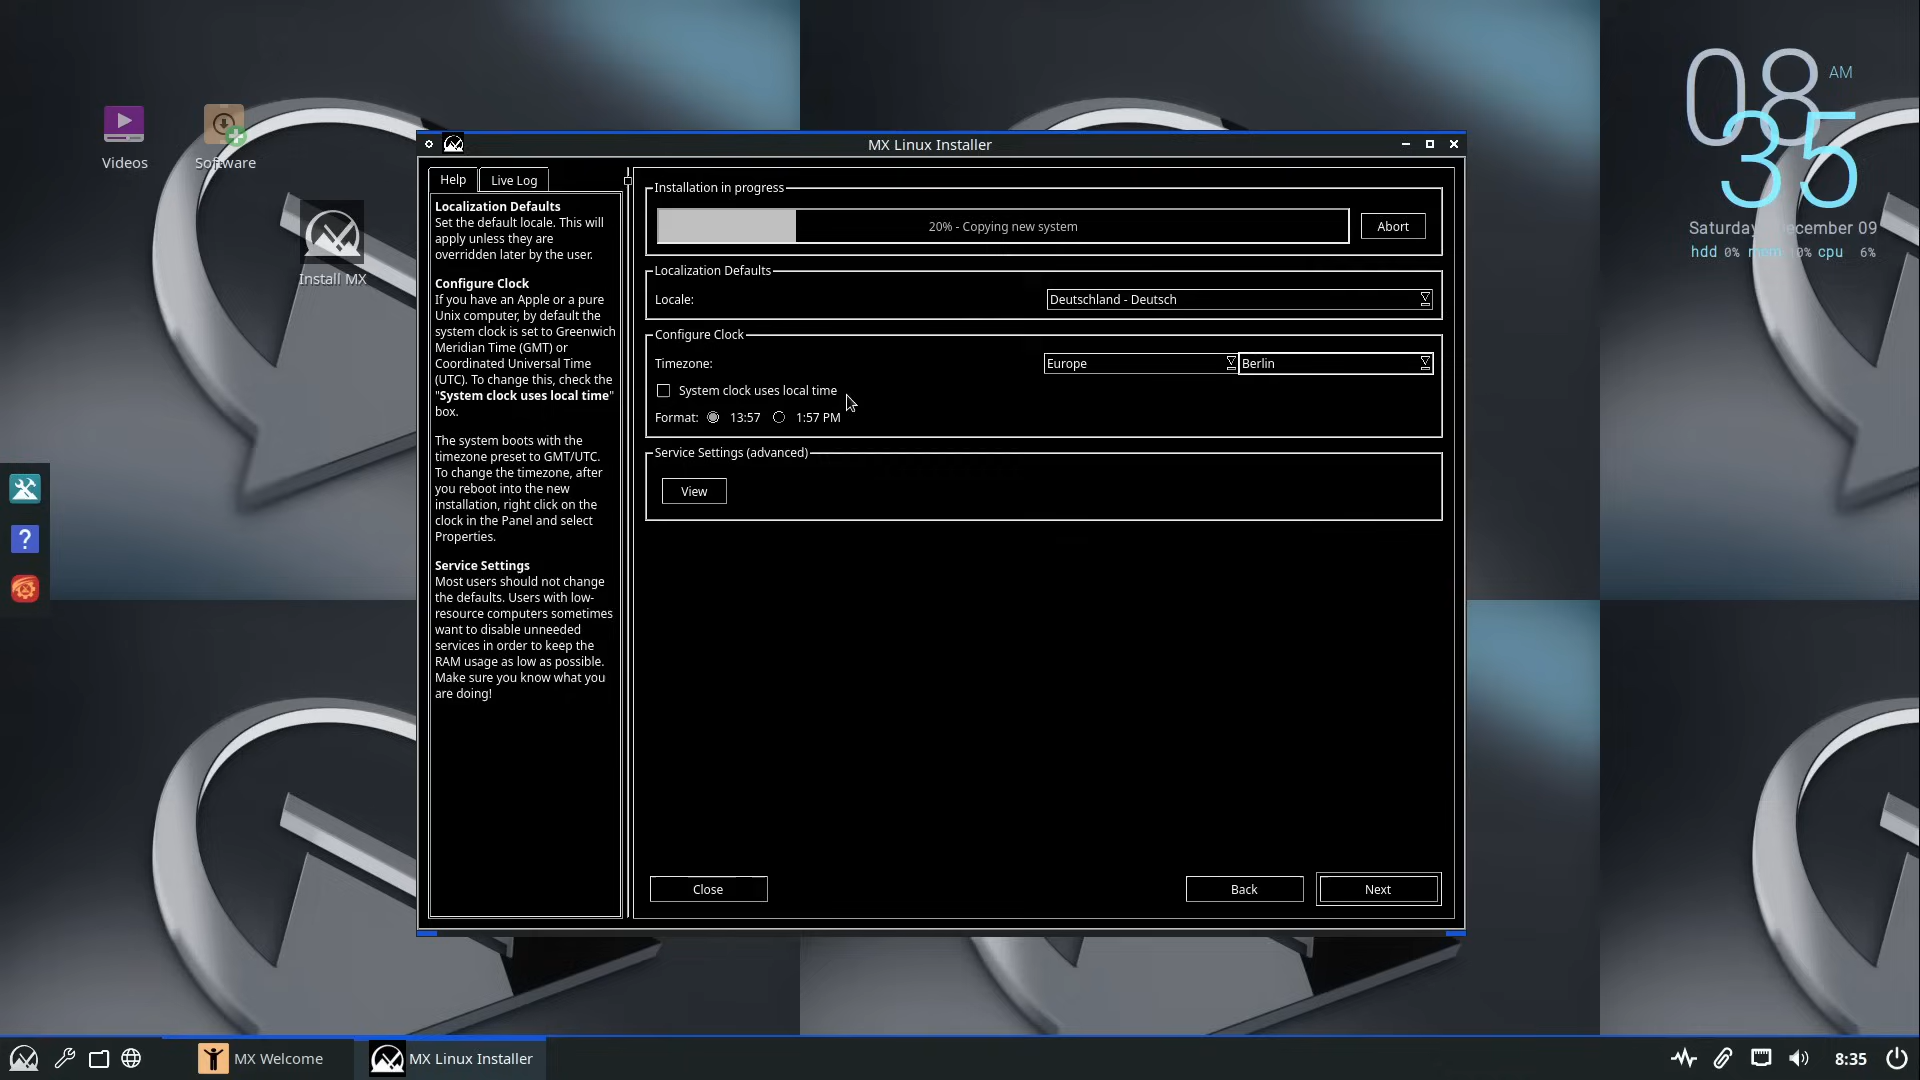 Videos
Software
Install MX
08 AM
35
Saturday, December 09
hdd 0% mem 10% cpu 6%
MX Linux Installer
Help
Live Log
Localization Defaults
Set the default locale. This will
apply unless they are
overridden later by the user.
Configure Clock
If you have an Apple or a pure
Unix computer, by default the
system clock is set to Greenwich
Meridian Time (GMT) or
Coordinated Universal Time
(UTC). To change this, check the
"System clock uses local time"
box.
The system boots with the
timezone preset to GMT/UTC.
To change the timezone, after
you reboot into the new
installation, right click on the
clock in the Panel and select
Properties.
Service Settings
Most users should not change
the defaults. Users with low-
resource computers sometimes
want to disable unneeded
services in order to keep the
RAM usage as low as possible.
Make sure you know what you
are doing!
Installation in progress
20% - Copying new system
Abort
Localization Defaults
Locale:
Deutschland - Deutsch
Configure Clock
Timezone:
Europe
Berlin
System clock uses local time
Format: 13:57 1:57 PM
Service Settings (advanced)
View
Close
Back
Next
?
MX Welcome
MX Linux Installer
8:35